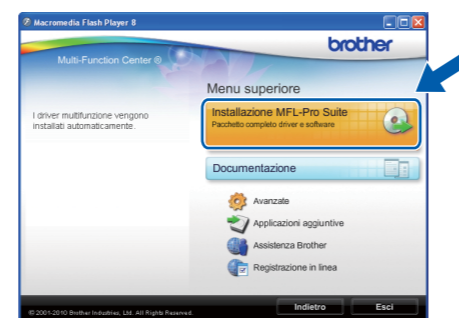 Macromedia Flash Player 8
brother
Multi-Function Center ®
Menu superiore
I driver multifunzione vengono
installati automaticamente.
Installazione MFL-Pro Suite
Pacchetto completo driver e software
Documentazione
Avanzate
Applicazioni aggiuntive
Assistenza Brother
Registrazione in linea
© 2001-2010 Brother Industries, Ltd. All Rights Reserved.
Indietro
Esci